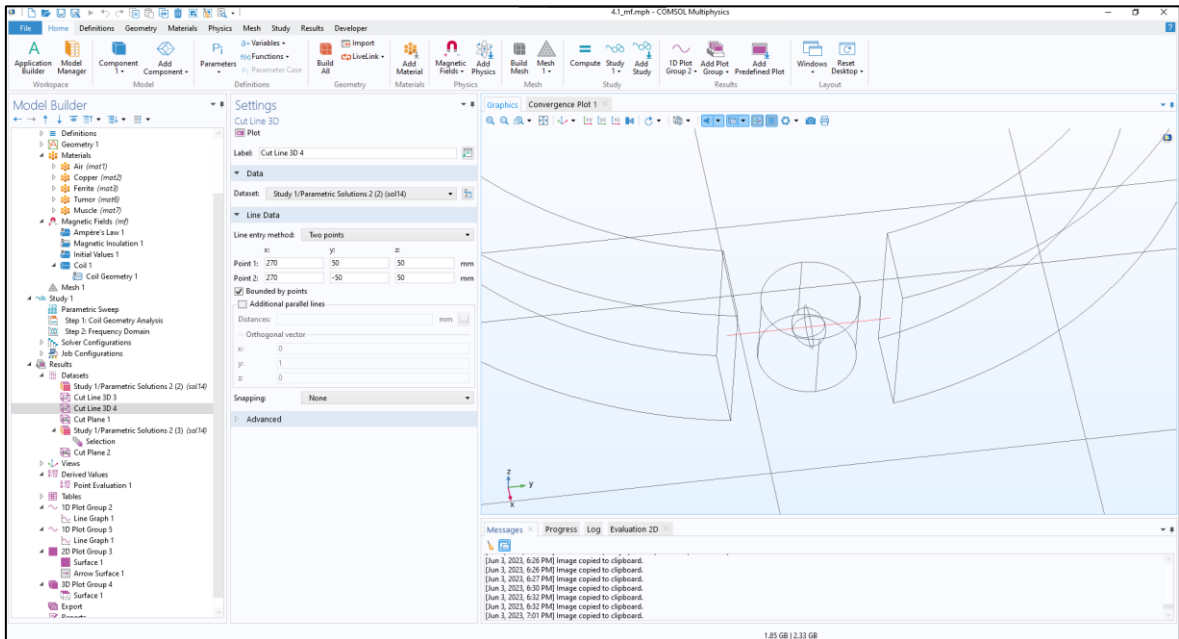 4.1_mf.mph - COMSOL Multiphysics
File Home Definitions Geometry Materials Physics Mesh Study Results Developer
Application Builder
Model Manager
Component 1
Add Component
Parameters
a= Variables
f(x) Functions
Pi Parameter Case
Build All
Import
LiveLink
Add Material
Magnetic Fields
Add Physics
Build Mesh
Mesh 1
Compute
Study 1
Add Study
1D Plot Group 2
Add Plot Group
Add Predefined Plot
Windows
Reset Desktop
Workspace Model Definitions Geometry Materials Physics Mesh Study Results Layout
Model Builder
Definitions
Geometry 1
Materials
Air (mat1)
Copper (mat2)
Ferrite (mat3)
Tumor (mat6)
Muscle (mat7)
Magnetic Fields (mf)
Ampère's Law 1
Magnetic Insulation 1
Initial Values 1
Coil 1
Coil Geometry 1
Mesh 1
Study 1
Parametric Sweep
Step 1: Coil Geometry Analysis
Step 2: Frequency Domain
Solver Configurations
Job Configurations
Results
Datasets
Study 1/Parametric Solutions 2 (2) (sol14)
Cut Line 3D 3
Cut Line 3D 4
Cut Plane 1
Study 1/Parametric Solutions 2 (3) (sol14)
Selection
Cut Plane 2
Views
Derived Values
Point Evaluation 1
Tables
1D Plot Group 2
Line Graph 1
1D Plot Group 5
Line Graph 1
2D Plot Group 3
Surface 1
Arrow Surface 1
3D Plot Group 4
Surface 1
Export
Reports
Settings
Cut Line 3D
Plot
Label: Cut Line 3D 4
Data
Dataset: Study 1/Parametric Solutions 2 (2) (sol14)
Line Data
Line entry method: Two points
x: y: z:
Point 1: 270 50 50 mm
Point 2: 270 -50 50 mm
Bounded by points
Additional parallel lines
Distances: mm
Orthogonal vector
x: 0
y: 1
z: 0
Snapping: None
Advanced
Graphics Convergence Plot 1
z
y
x
Messages Progress Log Evaluation 2D
[Jun 3, 2023, 6:26 PM] Image copied to clipboard.
[Jun 3, 2023, 6:26 PM] Image copied to clipboard.
[Jun 3, 2023, 6:27 PM] Image copied to clipboard.
[Jun 3, 2023, 6:30 PM] Image copied to clipboard.
[Jun 3, 2023, 6:32 PM] Image copied to clipboard.
[Jun 3, 2023, 6:32 PM] Image copied to clipboard.
[Jun 3, 2023, 7:01 PM] Image copied to clipboard.
1.85 GB | 2.33 GB